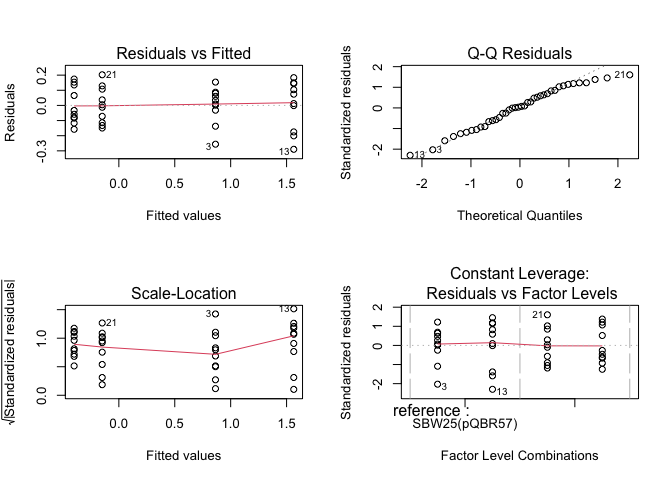 Residuals vs Fitted
Residuals
0.2
0.0
-0.3
21
3
13
0.0 0.5 1.0 1.5
Fitted values
Q-Q Residuals
Standardized residuals
2
1
0
-2
21
3
13
-2 -1 0 1 2
Theoretical Quantiles
Scale-Location
√|Standardized residuals|
1.0
0.0
21
3
13
0.0 0.5 1.0 1.5
Fitted values
Constant Leverage:
Residuals vs Factor Levels
Standardized residuals
2
1
0
-2
21
3
13
reference :
SBW25(pQBR57)
Factor Level Combinations